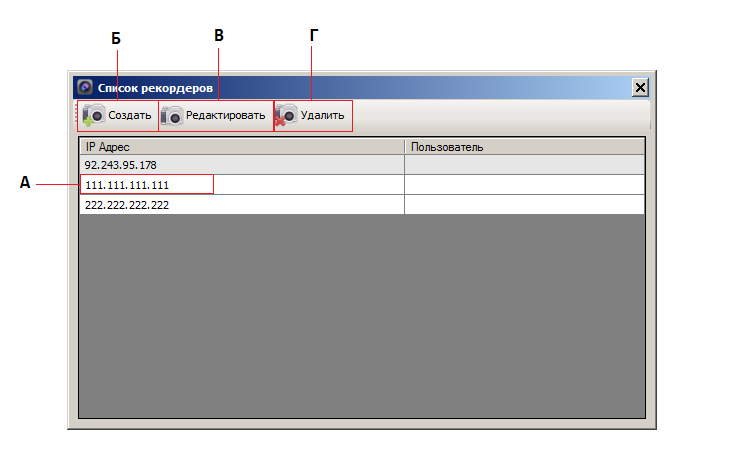 Б В Г
Список рекордеров
Создать Редактировать Удалить
IP Адрес Пользователь
92.243.95.178
А 111.111.111.111
222.222.222.222